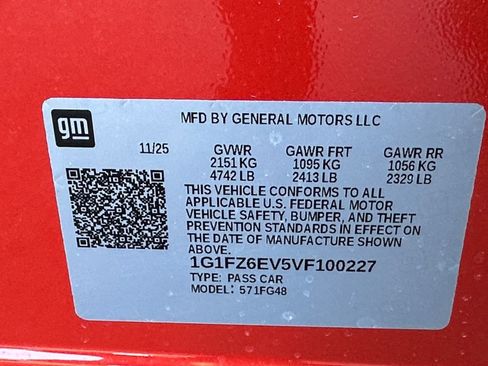 gm
MFD BY GENERAL MOTORS LLC
11/25 GVWR GAWR FRT GAWR RR
2151 KG 1095 KG 1056 KG
4742 LB 2413 LB 2329 LB
THIS VEHICLE CONFORMS TO ALL
APPLICABLE U.S. FEDERAL MOTOR
VEHICLE SAFETY, BUMPER, AND THEFT
PREVENTION STANDARDS IN EFFECT ON
THE DATE OF MANUFACTURE SHOWN
ABOVE.
1G1FZ6EV5VF100227
TYPE: PASS CAR
MODEL: 571FG48